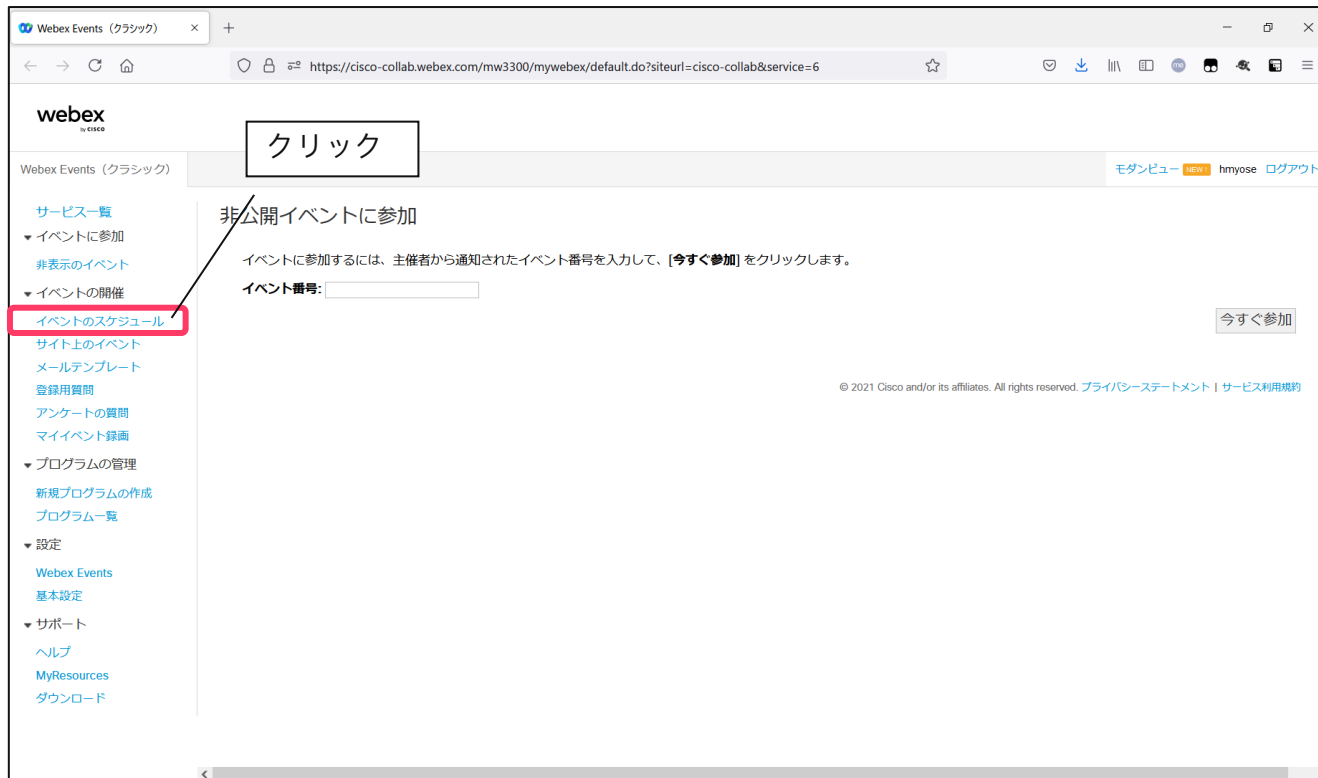 Webex Events（クラシック）
https://cisco-collab.webex.com/mw3300/mywebex/default.do?siteurl=cisco-collab&service=6
webex
by CISCO
クリック
Webex Events（クラシック）
モダンビュー NEW! hmyose ログアウト
サービス一覧
イベントに参加
非表示のイベント
イベントの開催
イベントのスケジュール
サイト上のイベント
メールテンプレート
登録用質問
アンケートの質問
マイイベント録画
プログラムの管理
新規プログラムの作成
プログラム一覧
設定
Webex Events
基本設定
サポート
ヘルプ
MyResources
ダウンロード
非公開イベントに参加
イベントに参加するには、主催者から通知されたイベント番号を入力して、[今すぐ参加] をクリックします。
イベント番号:
今すぐ参加
© 2021 Cisco and/or its affiliates. All rights reserved. プライバシーステートメント | サービス利用規約